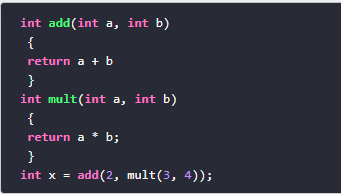 int add(int a, int b)
{
return a + b
}
int mult(int a, int b)
{
return a * b;
}
int x = add(2, mult(3, 4));